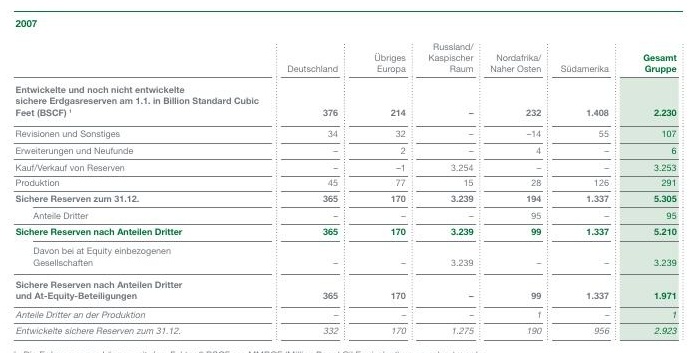 2007
Deutschland Übriges Europa Russland/ Kaspischer Raum Nordafrika/ Naher Osten Südamerika Gesamt Gruppe
Entwickelte und noch nicht entwickelte
sichere Erdgasreserven am 1.1. in Billion Standard Cubic
Feet (BSCF) 1 376 214 – 232 1.408 2.230
Revisionen und Sonstiges 34 32 – –14 55 107
Erweiterungen und Neufunde – 2 – 4 – 6
Kauf/Verkauf von Reserven – –1 3.254 – – 3.253
Produktion 45 77 15 28 126 291
Sichere Reserven zum 31.12. 365 170 3.239 194 1.337 5.305
Anteile Dritter – – – 95 – 95
Sichere Reserven nach Anteilen Dritter 365 170 3.239 99 1.337 5.210
Davon bei at Equity einbezogenen
Gesellschaften – – 3.239 – – 3.239
Sichere Reserven nach Anteilen Dritter
und At-Equity-Beteiligungen 365 170 – 99 1.337 1.971
Anteile Dritter an der Produktion – – – 1 – 1
Entwickelte sichere Reserven zum 31.12. 332 170 1.275 190 956 2.923